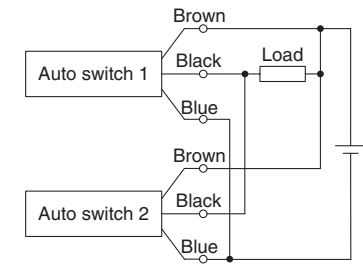 Brown
Load
Black
Auto switch 1
Blue
Brown
Black
Auto switch 2
Blue